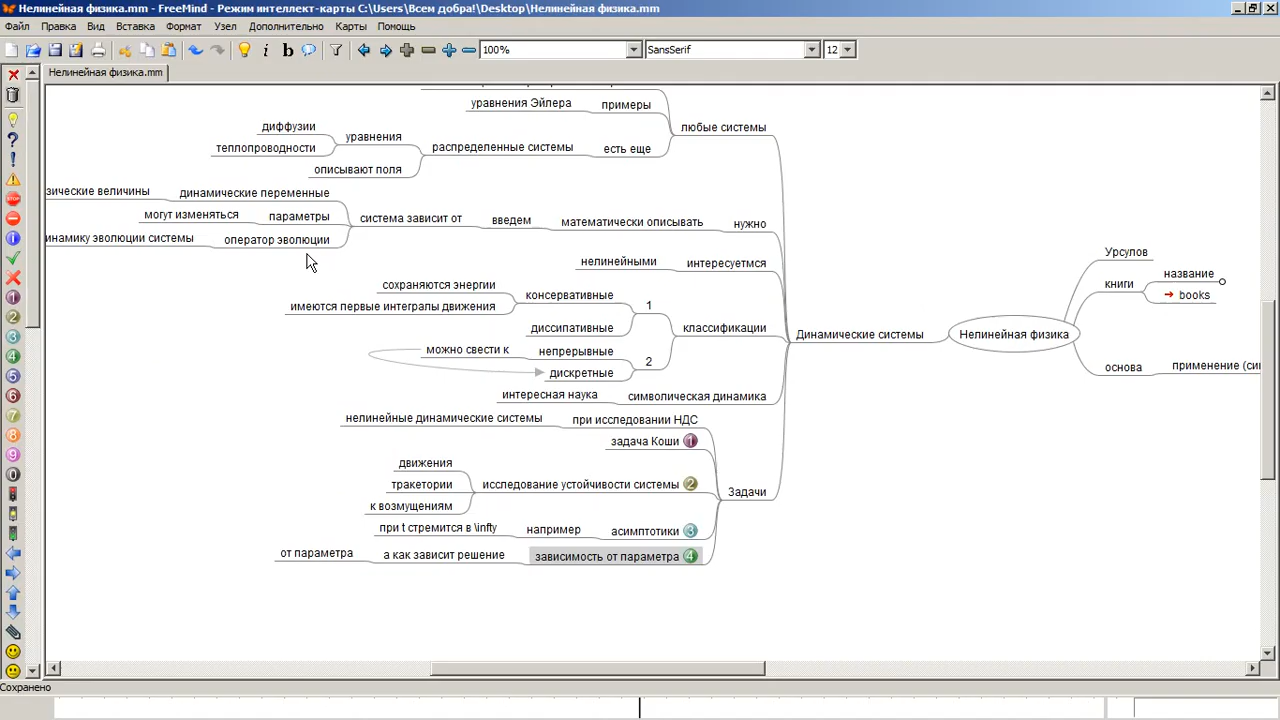 Нелинейная физика.mm - FreeMind - Режим интеллект-карты C:\Users\Всем добра!\Desktop\Нелинейная физика.mm
Файл Правка Вид Вставка Формат Узел Дополнительно Карты Помощь
100% SansSerif 12
Нелинейная физика.mm
уравнения Эйлера примеры
любые системы
диффузии
уравнения
теплопроводности
распределенные системы есть еще
описывают поля
зические величины динамические переменные
могут изменяться параметры
система зависит от введем математически описывать нужно
инамику эволюции системы оператор эволюции
нелинейными интересуетмся
сохраняются энергии
консервативные
имеются первые интегралы движения
1
диссипативные
классификации
можно свести к непрерывные
2
дискретные
интересная наука символическая динамика
Динамические системы
Нелинейная физика
Урсулов
книги
название
books
основа
применение (си
нелинейные динамические системы при исследовании НДС
задача Коши 1
движения
тракетории исследование устойчивости системы 2
к возмущениям
Задачи
при t стремится в \infty например асимптотики 3
от параметра а как зависит решение зависимость от параметра 4
Сохранено